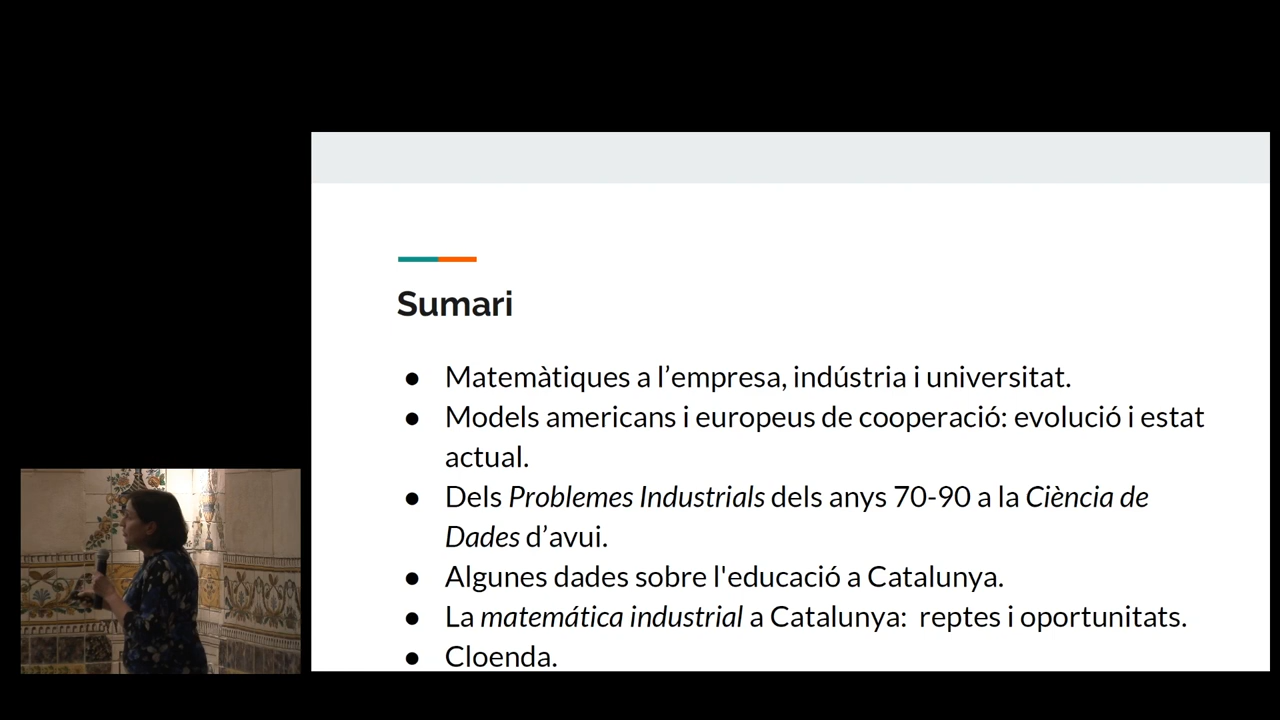 Sumari
● Matemàtiques a l’empresa, indústria i universitat.
● Models americans i europeus de cooperació: evolució i estat
actual.
● Dels Problemes Industrials dels anys 70-90 a la Ciència de
Dades d’avui.
● Algunes dades sobre l'educació a Catalunya.
● La matemática industrial a Catalunya:  reptes i oportunitats.
● Cloenda.